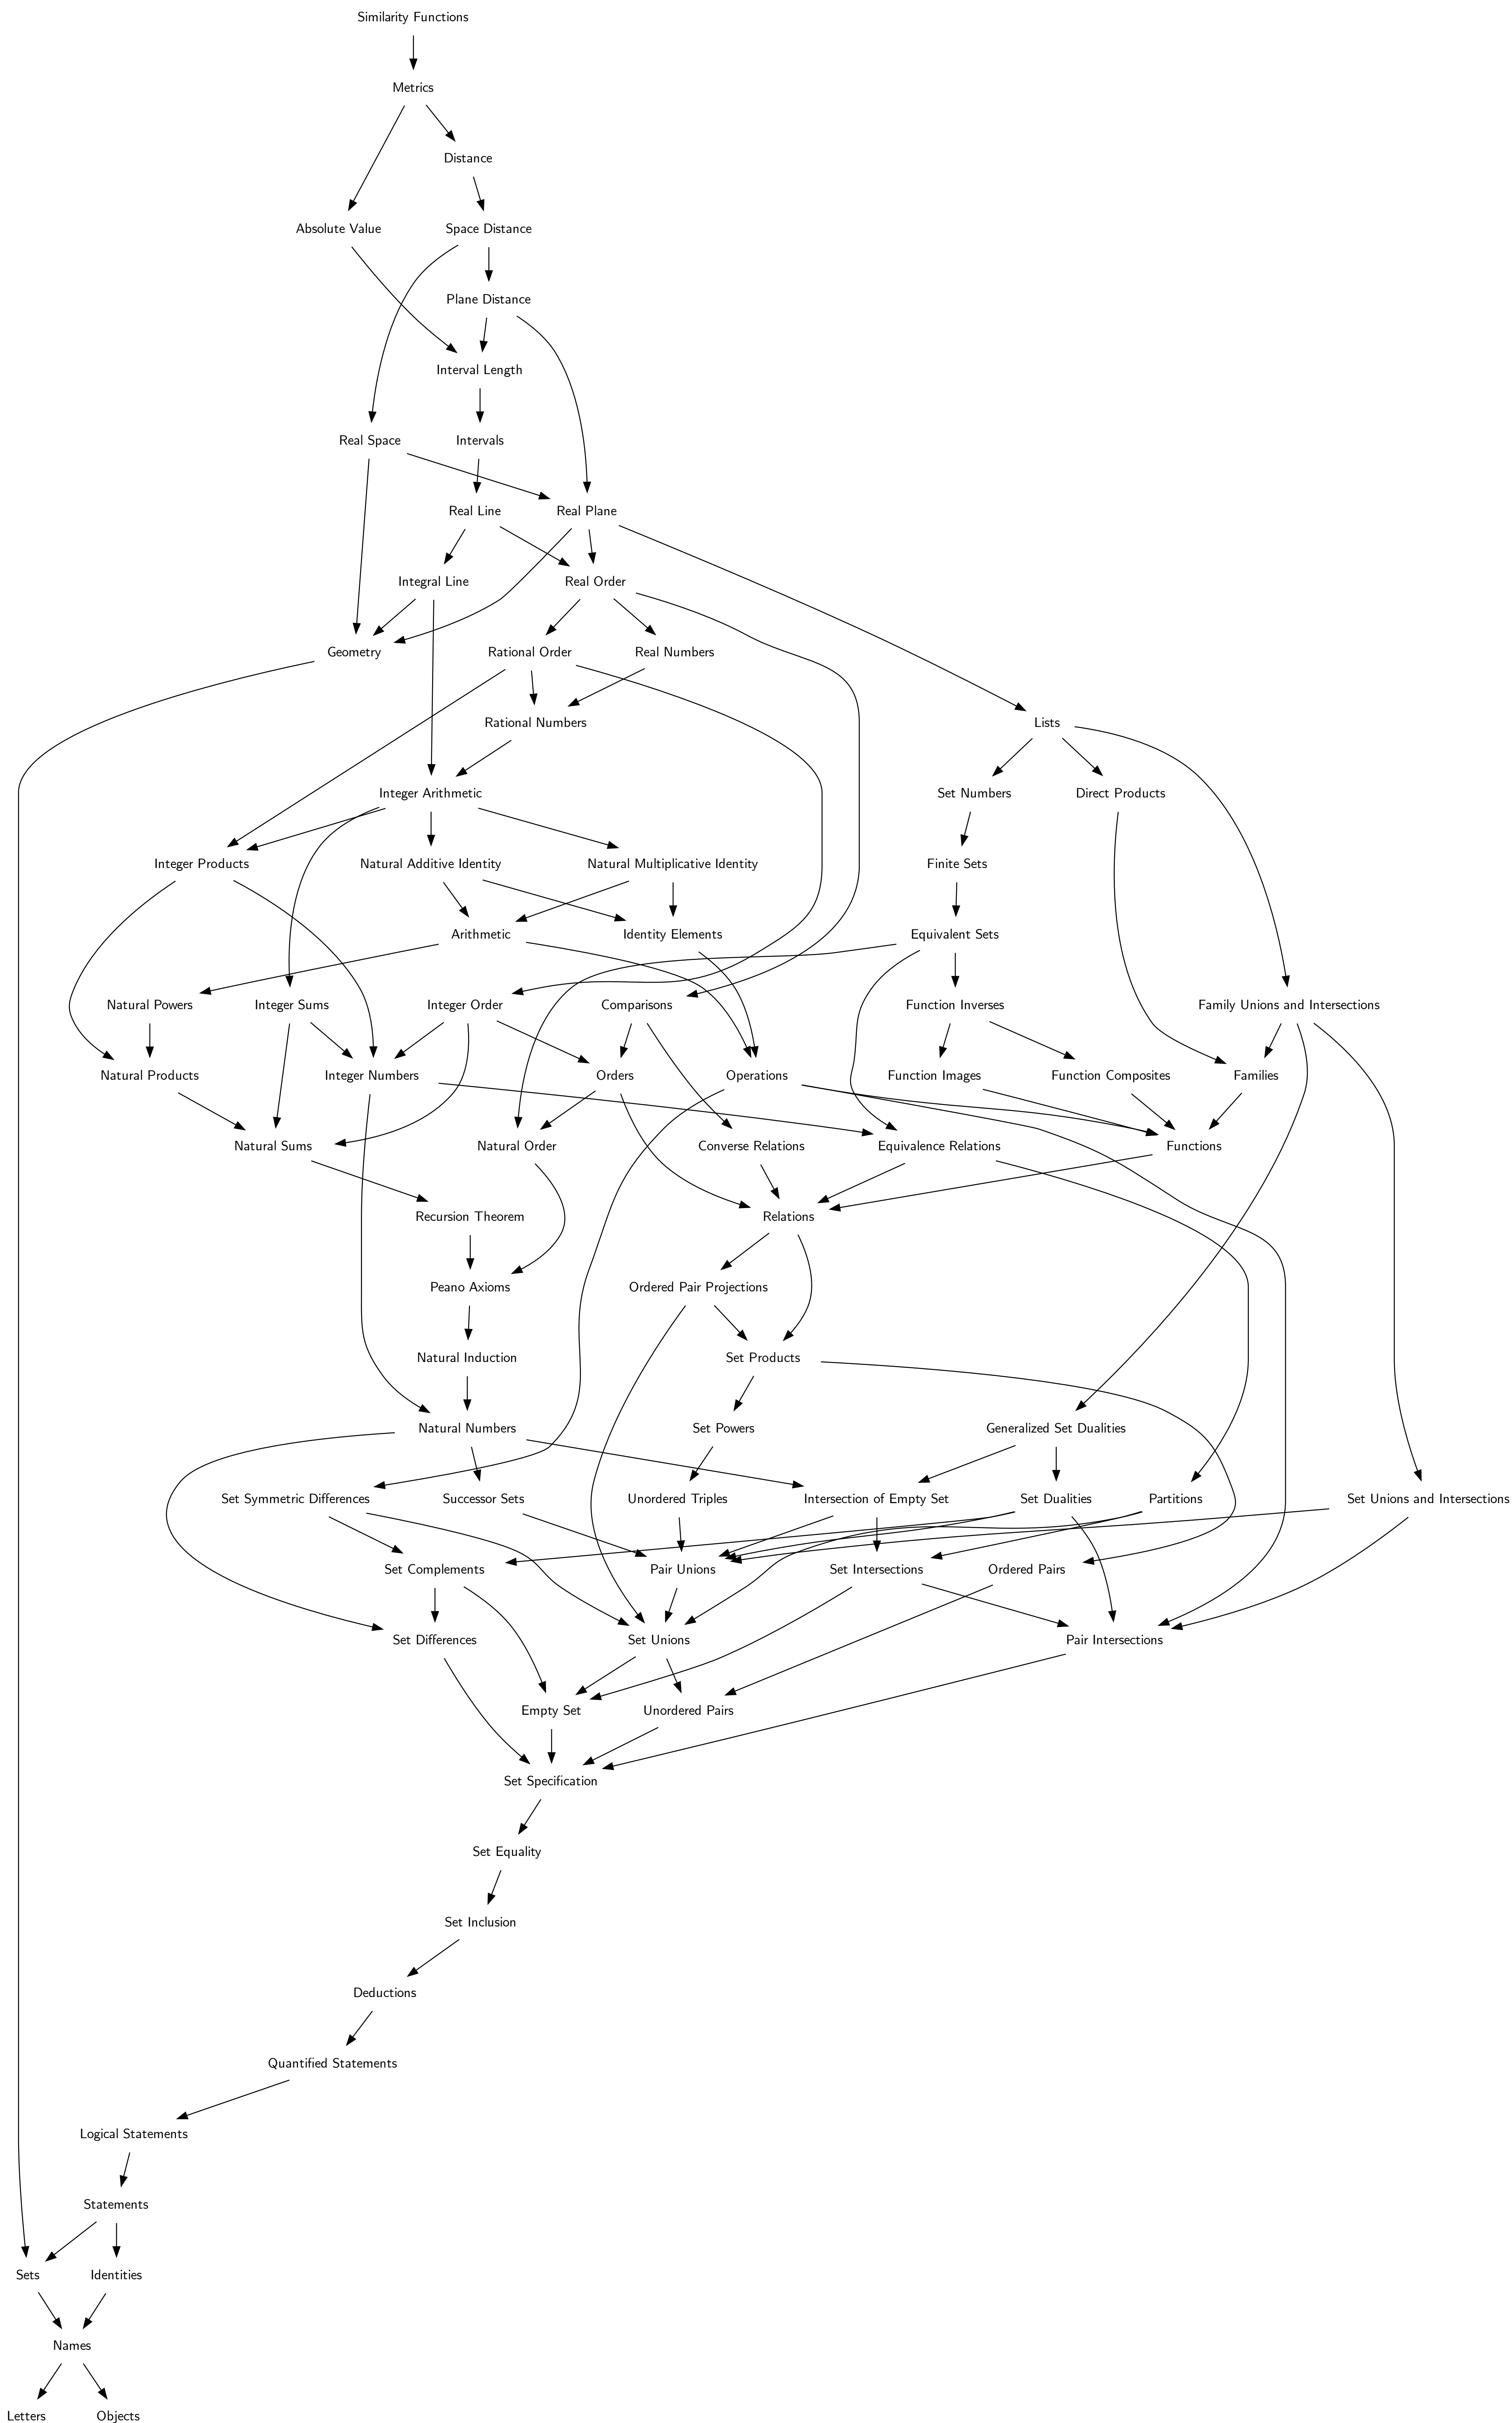 Similarity Functions
Metrics
Distance
Absolute Value
Space Distance
Plane Distance
Interval Length
Real Space
Intervals
Real Line
Real Plane
Integral Line
Real Order
Geometry
Rational Order
Real Numbers
Rational Numbers
Lists
Integer Arithmetic
Set Numbers
Direct Products
Integer Products
Natural Additive Identity
Natural Multiplicative Identity
Finite Sets
Arithmetic
Identity Elements
Equivalent Sets
Natural Powers
Integer Sums
Integer Order
Comparisons
Function Inverses
Family Unions and Intersections
Natural Products
Integer Numbers
Orders
Operations
Function Images
Function Composites
Families
Natural Sums
Natural Order
Converse Relations
Equivalence Relations
Functions
Recursion Theorem
Relations
Peano Axioms
Ordered Pair Projections
Natural Induction
Set Products
Natural Numbers
Set Powers
Generalized Set Dualities
Set Symmetric Differences
Successor Sets
Unordered Triples
Intersection of Empty Set
Set Dualities
Partitions
Set Unions and Intersections
Set Complements
Pair Unions
Set Intersections
Ordered Pairs
Set Differences
Set Unions
Pair Intersections
Empty Set
Unordered Pairs
Set Specification
Set Equality
Set Inclusion
Deductions
Quantified Statements
Logical Statements
Statements
Sets
Identities
Names
Letters
Objects